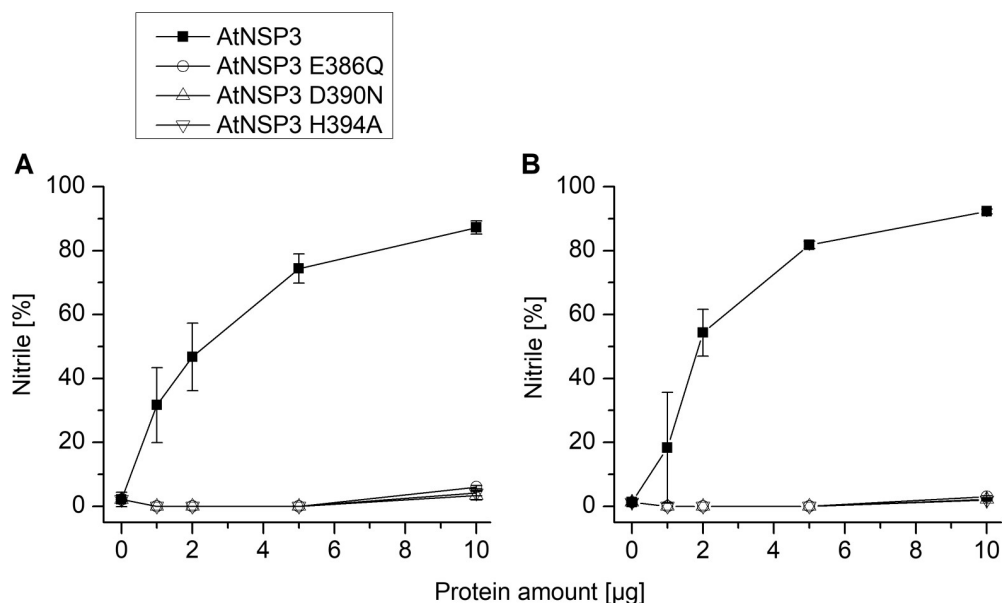 AtNSP3
AtNSP3 E386Q
AtNSP3 D390N
AtNSP3 H394A
A
100
80
60
40
20
0
Nitrile [%]
0 2 4 6 8 10
B
100
80
60
40
20
0
Nitrile [%]
0 2 4 6 8 10
Protein amount [µg]